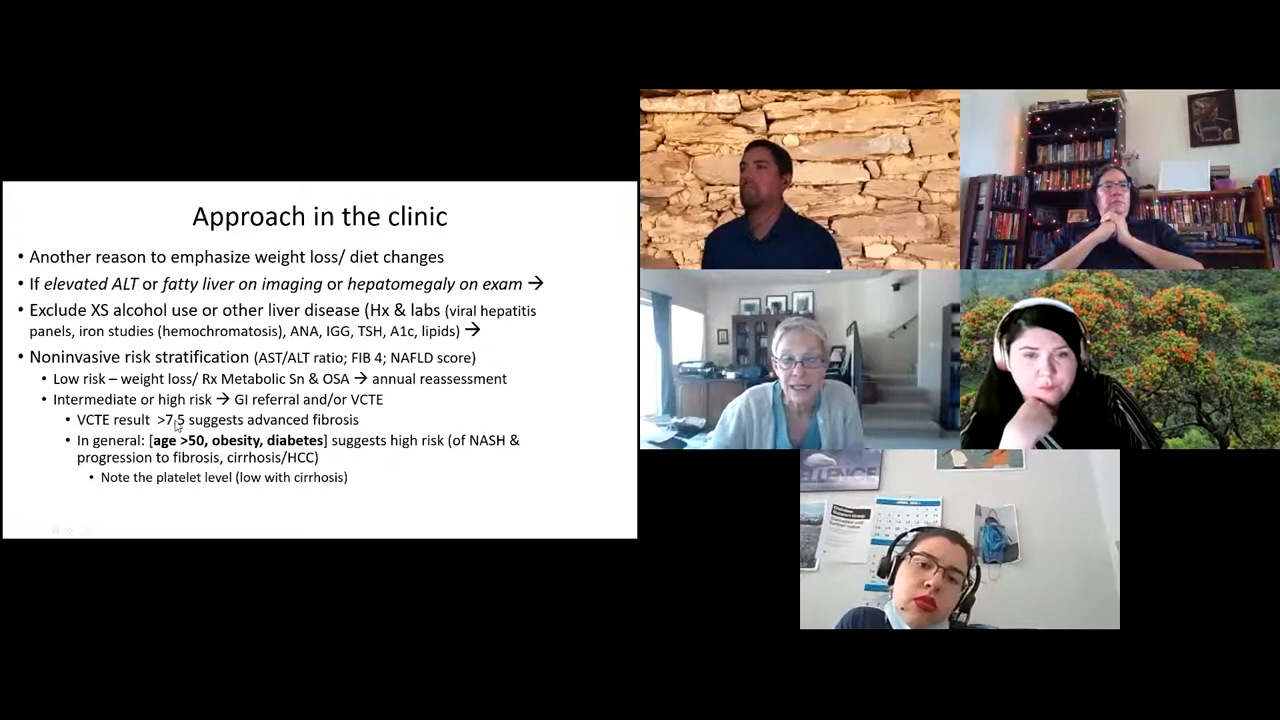 Approach in the clinic
• Another reason to emphasize weight loss/ diet changes
• If elevated ALT or fatty liver on imaging or hepatomegaly on exam →
• Exclude XS alcohol use or other liver disease (Hx & labs (viral hepatitis
panels, iron studies (hemochromatosis), ANA, IGG, TSH, A1c, lipids) →
• Noninvasive risk stratification (AST/ALT ratio; FIB 4; NAFLD score)
• Low risk – weight loss/ Rx Metabolic Sn & OSA → annual reassessment
• Intermediate or high risk → GI referral and/or VCTE
• VCTE result >7.5 suggests advanced fibrosis
• In general: [age >50, obesity, diabetes] suggests high risk (of NASH &
progression to fibrosis, cirrhosis/HCC)
• Note the platelet level (low with cirrhosis)
ELLENCE